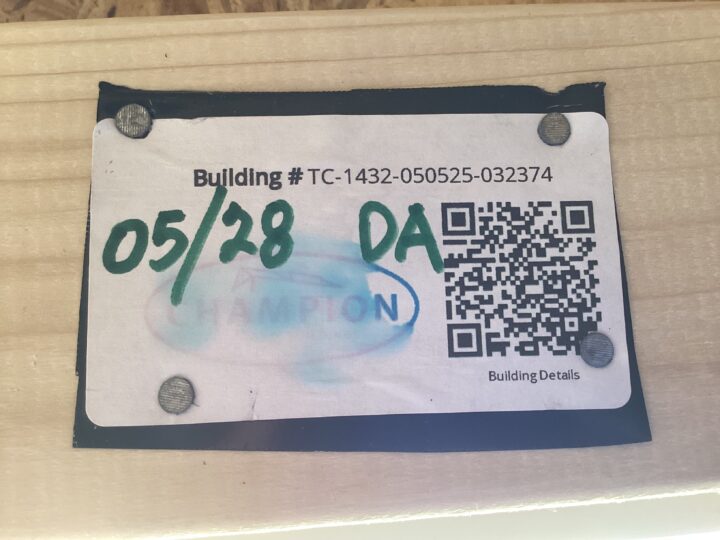 Building # TC-1432-050525-032374
05/28 DA
CHAMPION
Building Details